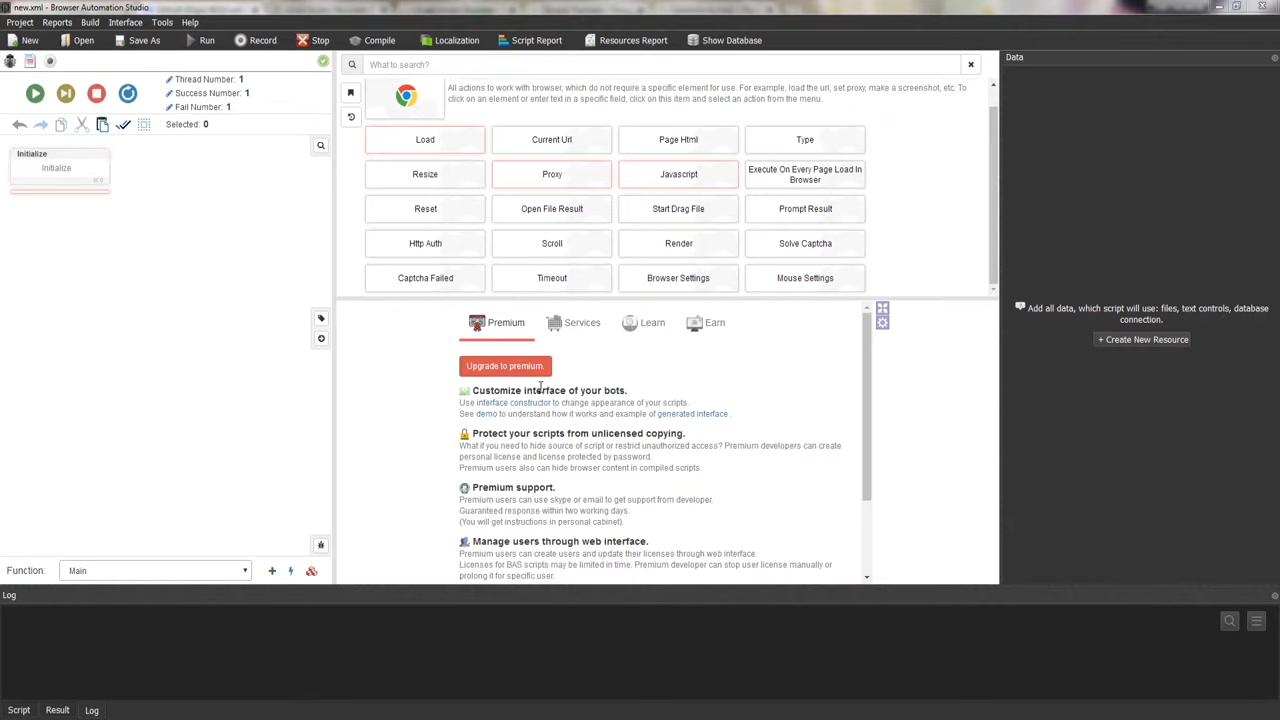 new.xml - Browser Automation Studio
Project Reports Build Interface Tools Help
New Open Save As Run Record Stop Compile Localization Script Report Resources Report Show Database
Thread Number: 1
Success Number: 1
Fail Number: 1
Selected: 0
Initialize
Initialize
What to search?
All actions to work with browser, which do not require a specific element for use. For example, load the url, set proxy, make a screenshot, etc. To
click on an element or enter text in a specific field, click on this item and select an action from the menu.
Load Current Url Page Html Type
Resize Proxy Javascript Execute On Every Page Load In
Browser
Reset Open File Result Start Drag File Prompt Result
Http Auth Scroll Render Solve Captcha
Captcha Failed Timeout Browser Settings Mouse Settings
Premium Services Learn Earn
Upgrade to premium.
Customize interface of your bots.
Use interface constructor to change appearance of your scripts.
See demo to understand how it works and example of generated interface .
Protect your scripts from unlicensed copying.
What if you need to hide source of script or restrict unauthorized access? Premium developers can create
personal license and license protected by password.
Premium users also can hide browser content in compiled scripts.
Premium support.
Premium users can use skype or email to get support from developer.
Guaranteed response within two working days.
(You will get instructions in personal cabinet).
Manage users through web interface.
Premium users can create users and update their licenses through web interface.
Licenses for BAS scripts may be limited in time. Premium developer can stop user license manually or
prolong it for specific user.
Data
Add all data, which script will use: files, text controls, database
connection.
+ Create New Resource
Function: Main
Log
Script Result Log